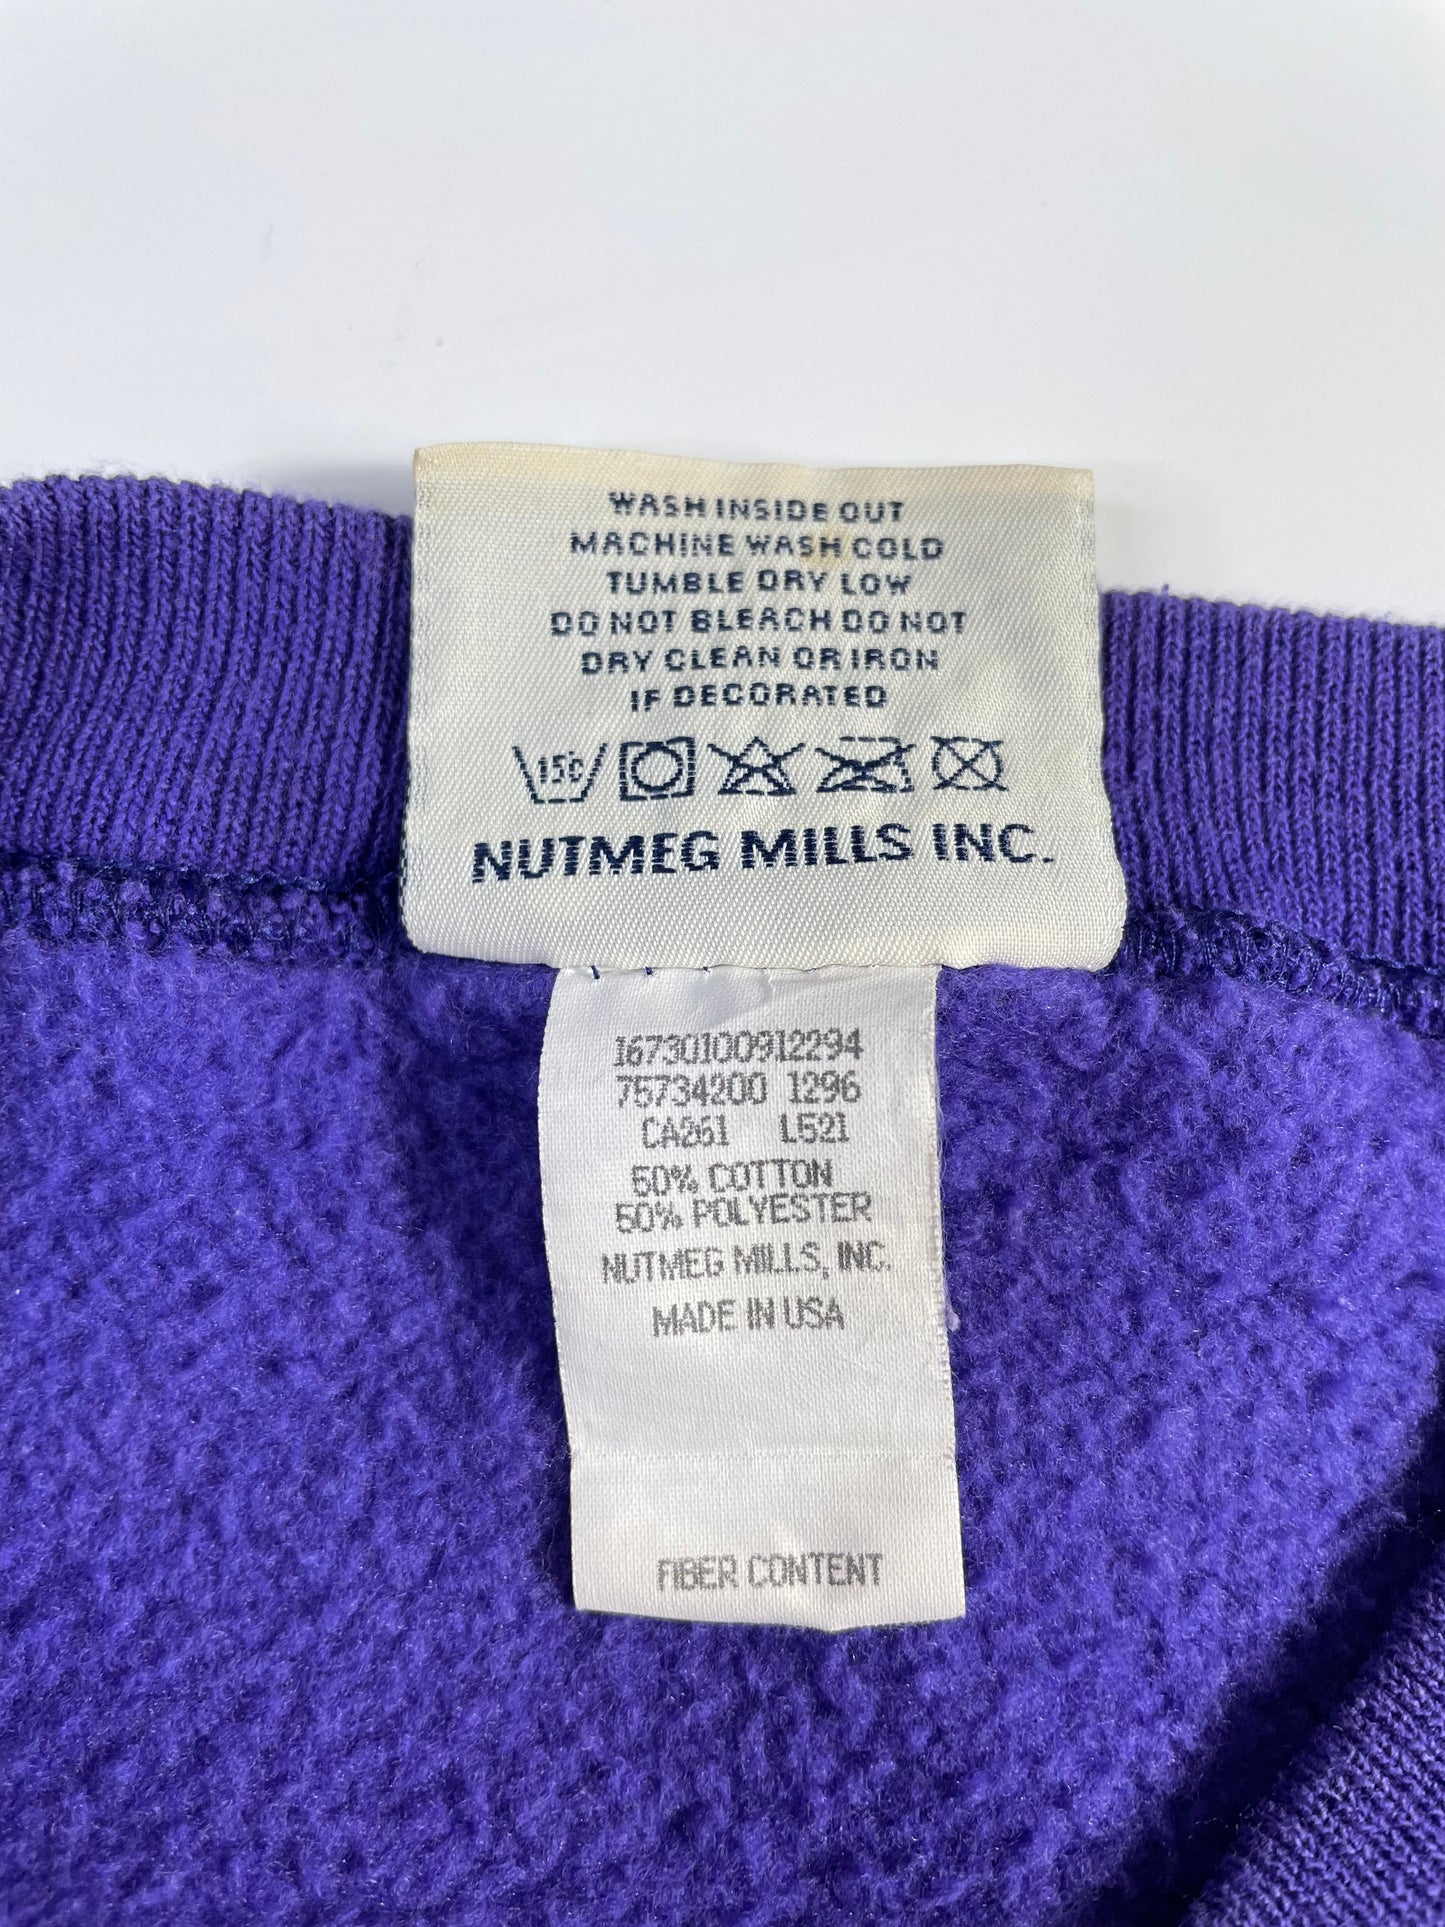 WASH INSIDE OUT
MACHINE WASH COLD
TUMBLE DRY LOW
DO NOT BLEACH DO NOT
DRY CLEAN OR IRON
IF DECORATED
15c
NUTMEG MILLS INC.
16730100912294
75734200 1296
CA261 L521
50% COTTON
50% POLYESTER
NUTMEG MILLS, INC.
MADE IN USA
FIBER CONTENT